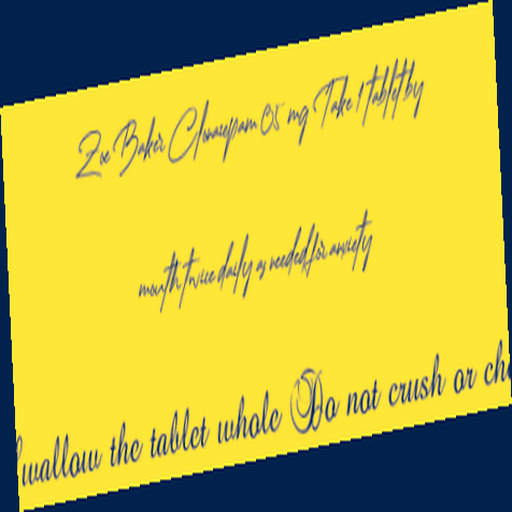 Zoe Baker Clonazepam 0.5 mg Take 1 tablet by
mouth twice daily as needed for anxiety
Swallow the tablet whole Do not crush or